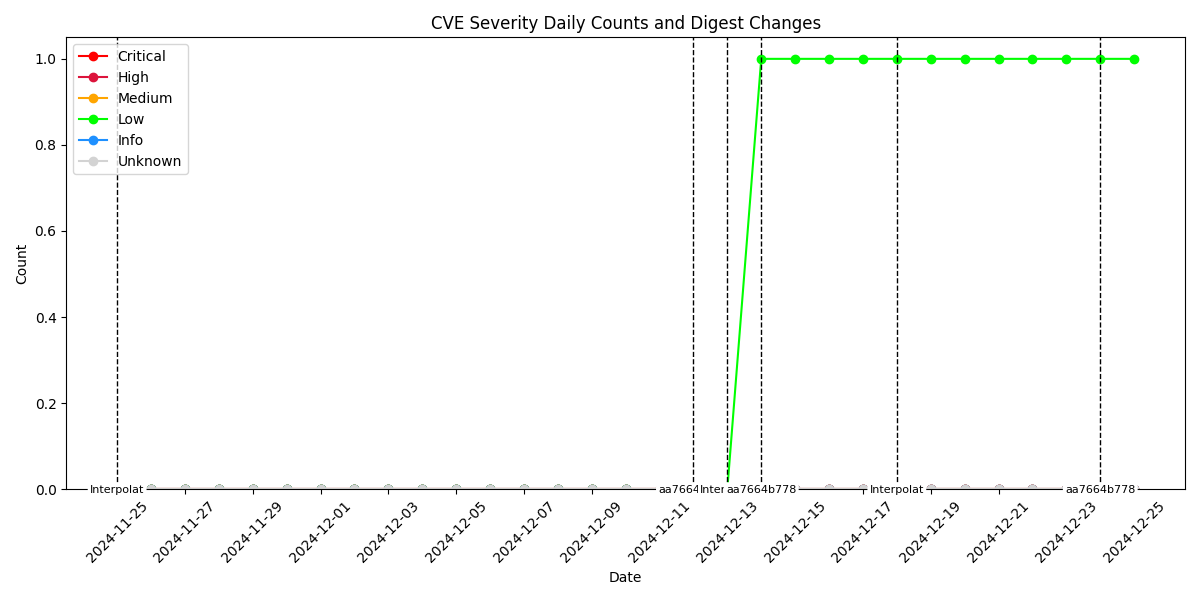 CVE Severity Daily Counts and Digest Changes
Critical
High
Medium
Low
Info
Unknown
Count
1.0
0.8
0.6
0.4
0.2
0.0
Interpolat
aa7664
Inter
aa7664b778
Interpolat
aa7664b778
2024-11-25
2024-11-27
2024-11-29
2024-12-01
2024-12-03
2024-12-05
2024-12-07
2024-12-09
2024-12-11
2024-12-13
2024-12-15
2024-12-17
2024-12-19
2024-12-21
2024-12-23
2024-12-25
Date